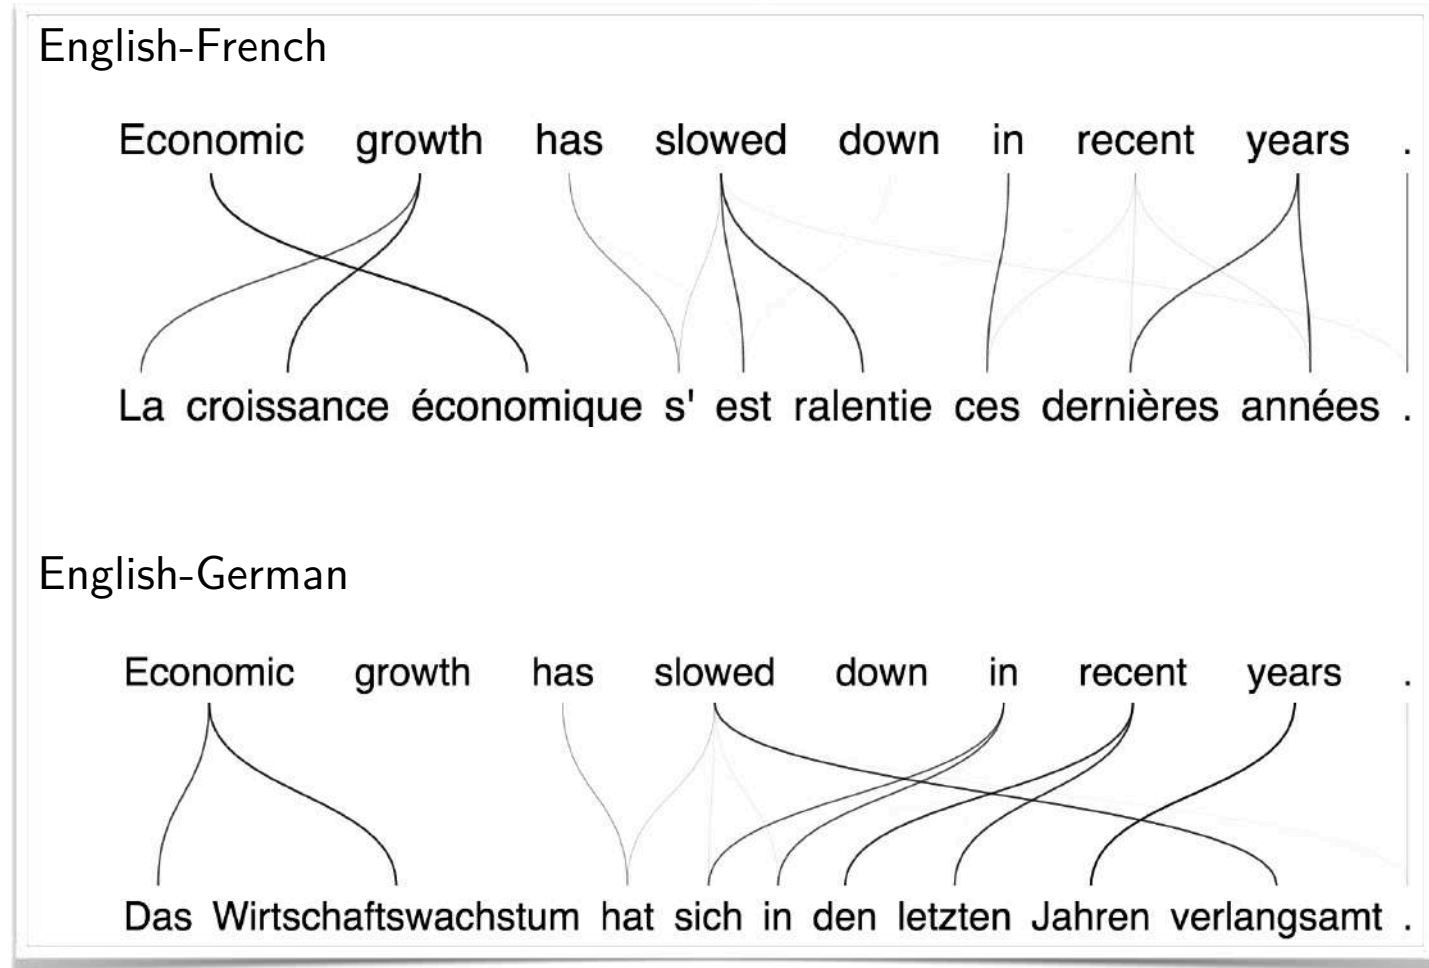 English-French
Economic growth has slowed down in recent years .
La croissance économique s' est ralentie ces dernières années .
English-German
Economic growth has slowed down in recent years .
Das Wirtschaftswachstum hat sich in den letzten Jahren verlangsamt .